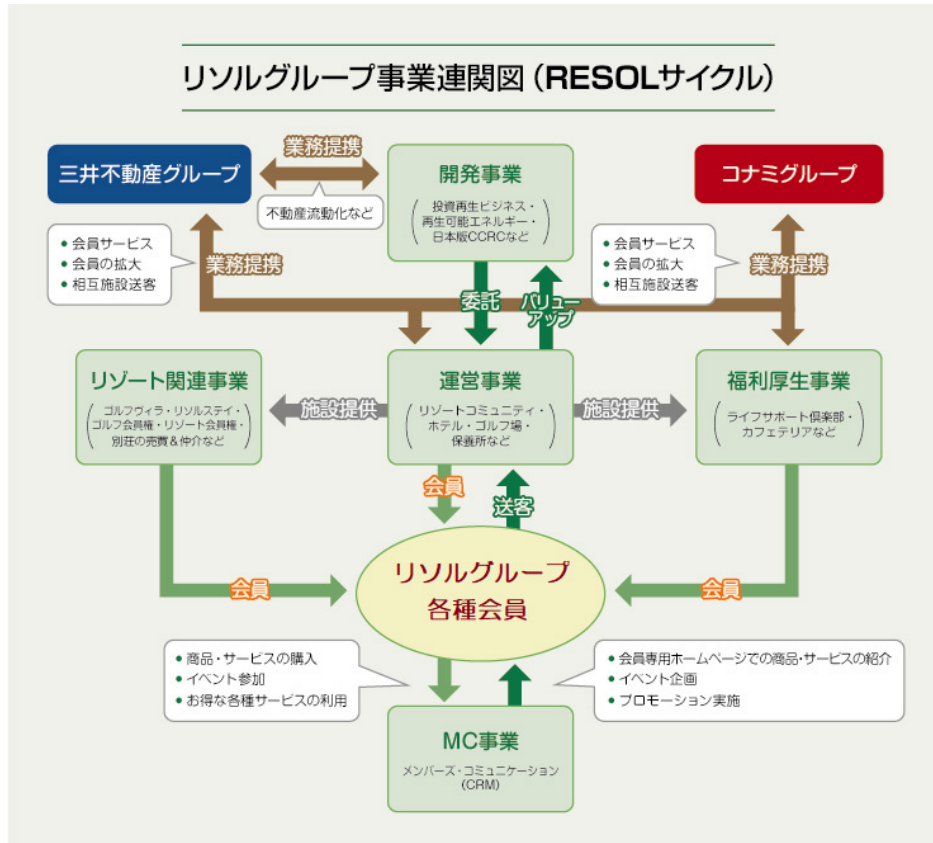 リソルグループ事業連関図（RESOLサイクル）
三井不動産グループ
業務提携
不動産流動化など
開発事業
投資再生ビジネス・
再生可能エネルギー・
日本版CCRCなど
コナミグループ
• 会員サービス
• 会員の拡大
• 相互施設送客
業務提携
• 会員サービス
• 会員の拡大
• 相互施設送客
業務提携
委託
バリュー
アップ
リゾート関連事業
ゴルフヴィラ・リソルステイ・
ゴルフ会員権・リゾート会員権・
別荘の売買&仲介など
施設提供
運営事業
リゾートコミュニティ・
ホテル・ゴルフ場・
保養所など
施設提供
福利厚生事業
ライフサポート倶楽部・
カフェテリアなど
会員
送客
会員
リソルグループ
各種会員
会員
• 商品・サービスの購入
• イベント参加
• お得な各種サービスの利用
• 会員専用ホームページでの商品・サービスの紹介
• イベント企画
• プロモーション実施
MC事業
メンバーズ・コミュニケーション
(CRM)